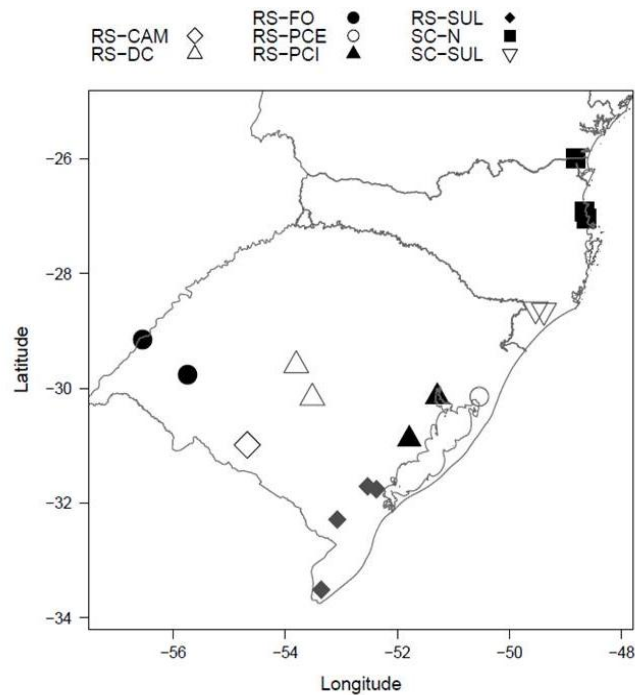 RS−FO RS−SUL
RS−CAM RS−PCE SC−N
RS−DC RS−PCI SC−SUL
−26
−28
−30
−32
−34
Latitude
−56 −54 −52 −50 −48
Longitude